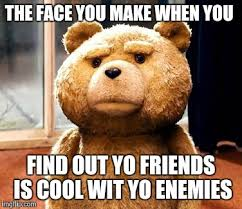 THE FACE YOU MAKE WHEN YOU
FIND OUT YO FRIENDS
IS COOL WIT YO ENEMIES
imgflip.com